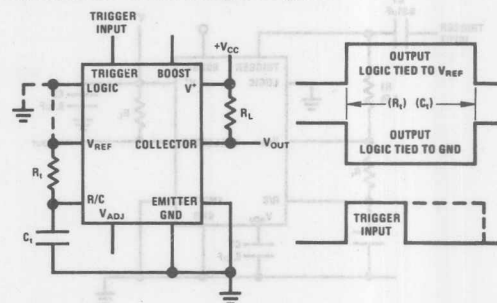 TRIGGER
INPUT
+VCC
TRIGGER
LOGIC
BOOST
V+
RL
VREF
COLLECTOR
VOUT
Rt
R/C
EMITTER
VADJ
GND
Ct
OUTPUT
LOGIC TIED TO VREF
(Rt) (Ct)
OUTPUT
LOGIC TIED TO GND
TRIGGER
INPUT